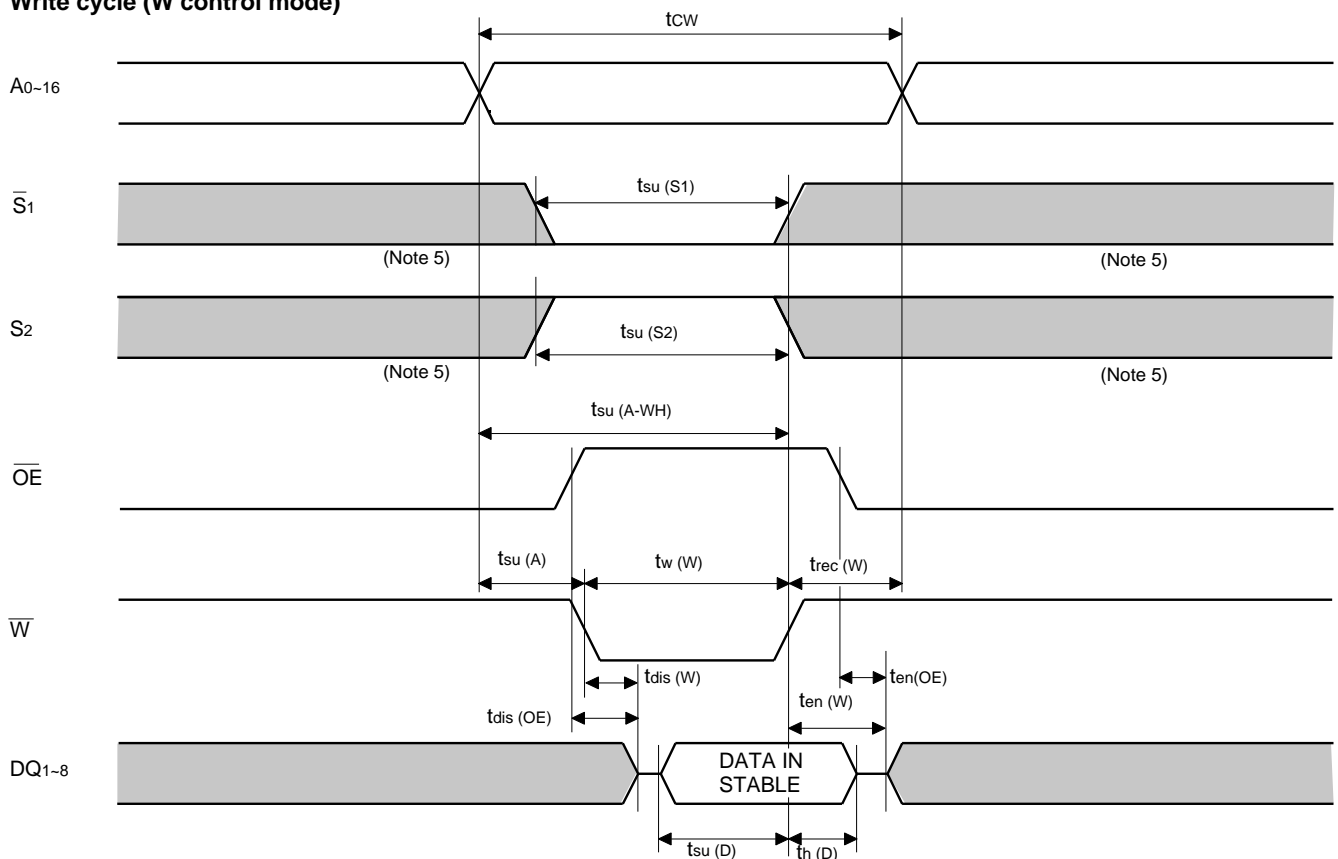 Write cycle (W control mode)
tCW
A0~16
S1
tsu (S1)
(Note 5)
(Note 5)
S2
tsu (S2)
(Note 5)
(Note 5)
tsu (A-WH)
OE
tsu (A)
tw (W)
trec (W)
W
tdis (W)
ten(OE)
tdis (OE)
ten (W)
DQ1~8
DATA IN
STABLE
tsu (D)
th (D)